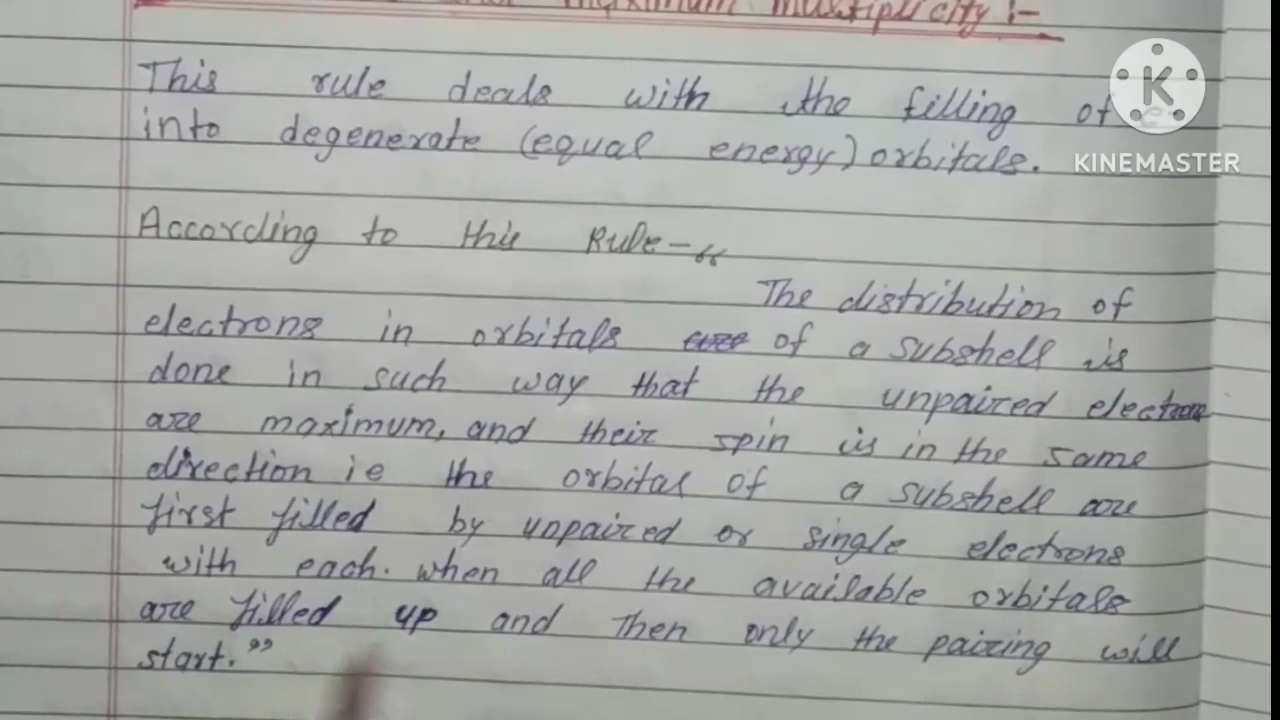 maximum multiplicity :-
This rule deals with the filling of e
into degenerate (equal energy) orbitals.
According to this Rule-“
The distribution of
electrons in orbitals of a subshell is
done in such way that the unpaired electrons
are maximum, and their spin is in the same
direction ie the orbital of a subshell are
first filled by unpaired or single electrons
with each. when all the available orbitals
are filled up and then only the pairing will
start.”
K
KINEMASTER